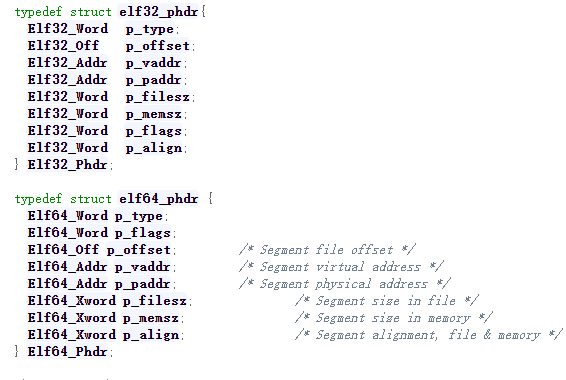 typedef struct elf32_phdr{
Elf32_Word p_type;
Elf32_Off p_offset;
Elf32_Addr p_vaddr;
Elf32_Addr p_paddr;
Elf32_Word p_filesz;
Elf32_Word p_memsz;
Elf32_Word p_flags;
Elf32_Word p_align;
} Elf32_Phdr;
typedef struct elf64_phdr {
Elf64_Word p_type;
Elf64_Word p_flags;
Elf64_Off p_offset; /* Segment file offset */
Elf64_Addr p_vaddr; /* Segment virtual address */
Elf64_Addr p_paddr; /* Segment physical address */
Elf64_Xword p_filesz; /* Segment size in file */
Elf64_Xword p_memsz; /* Segment size in memory */
Elf64_Xword p_align; /* Segment alignment, file & memory */
} Elf64_Phdr;